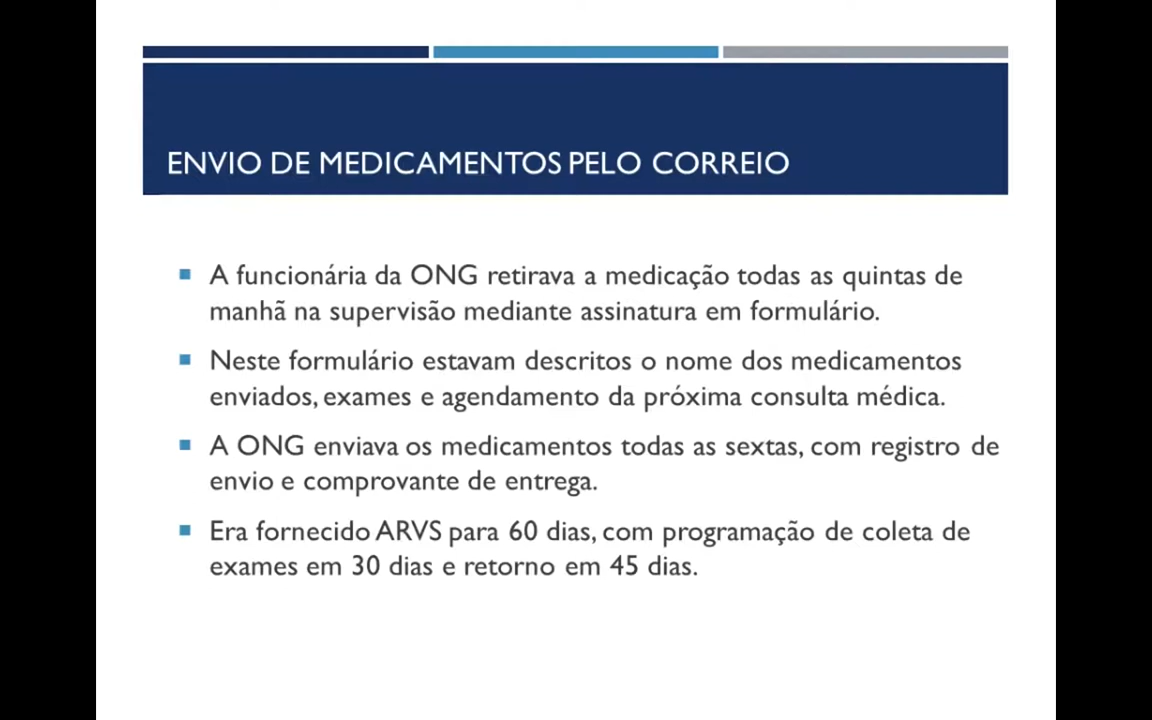 ENVIO DE MEDICAMENTOS PELO CORREIO
A funcionária da ONG retirava a medicação todas as quintas de
manhã na supervisão mediante assinatura em formulário.
Neste formulário estavam descritos o nome dos medicamentos
enviados, exames e agendamento da próxima consulta médica.
A ONG enviava os medicamentos todas as sextas, com registro de
envio e comprovante de entrega.
Era fornecido ARVS para 60 dias, com programação de coleta de
exames em 30 dias e retorno em 45 dias.